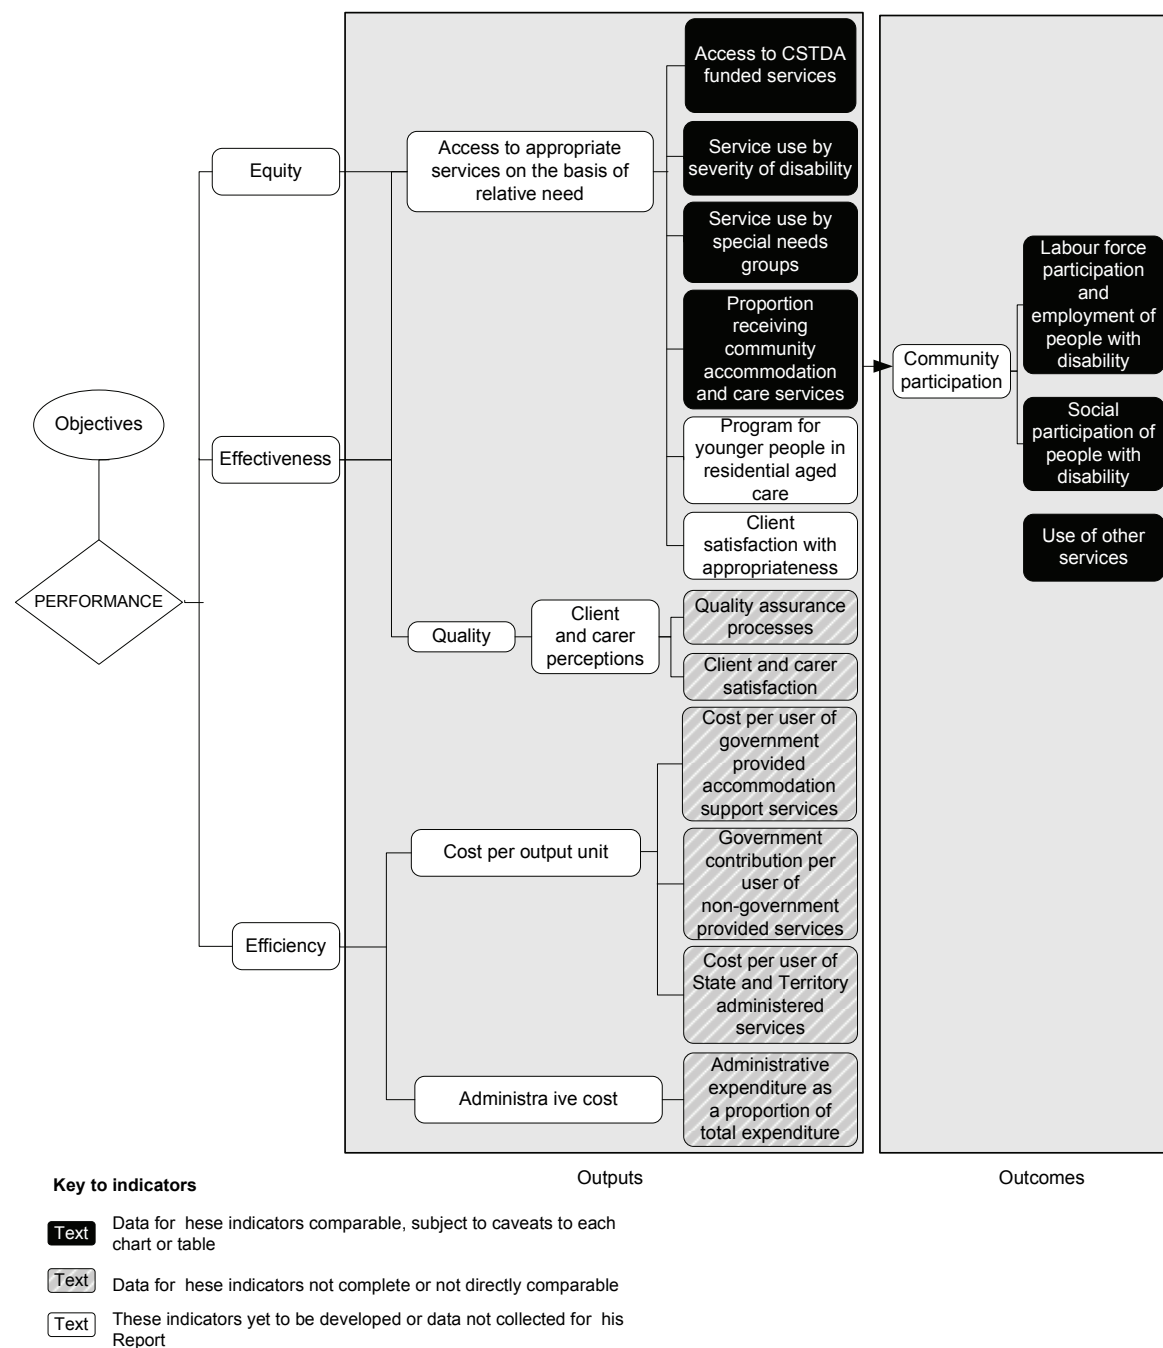 Access to CSTDA
funded services
Service use by
severity of disability
Access to appropriate
services on the basis of
relative need
Equity
Service use by
special needs
groups
Labour force
participation
and
employment of
people with
disability
Proportion
receiving
community
accommodation
and care services
Community
participation
Objectives
Effectiveness
Program for
younger people in
residential aged
care
Social
participation of
people with
disability
Client
satisfaction with
appropriateness
Use of other
services
PERFORMANCE
Quality
Client
and carer
perceptions
Quality assurance
processes
Client and carer
satisfaction
Cost per user of
government
provided
accommodation
support services
Cost per output unit
Government
contribution per
user of
non-government
provided services
Efficiency
Cost per user of
State and Territory
administered
services
Administra ive cost
Administrative
expenditure as
a proportion of
total expenditure
Outputs
Outcomes
Key to indicators
Text
Data for hese indicators comparable, subject to caveats to each
chart or table
Text
Data for hese indicators not complete or not directly comparable
Text
These indicators yet to be developed or data not collected for his
Report